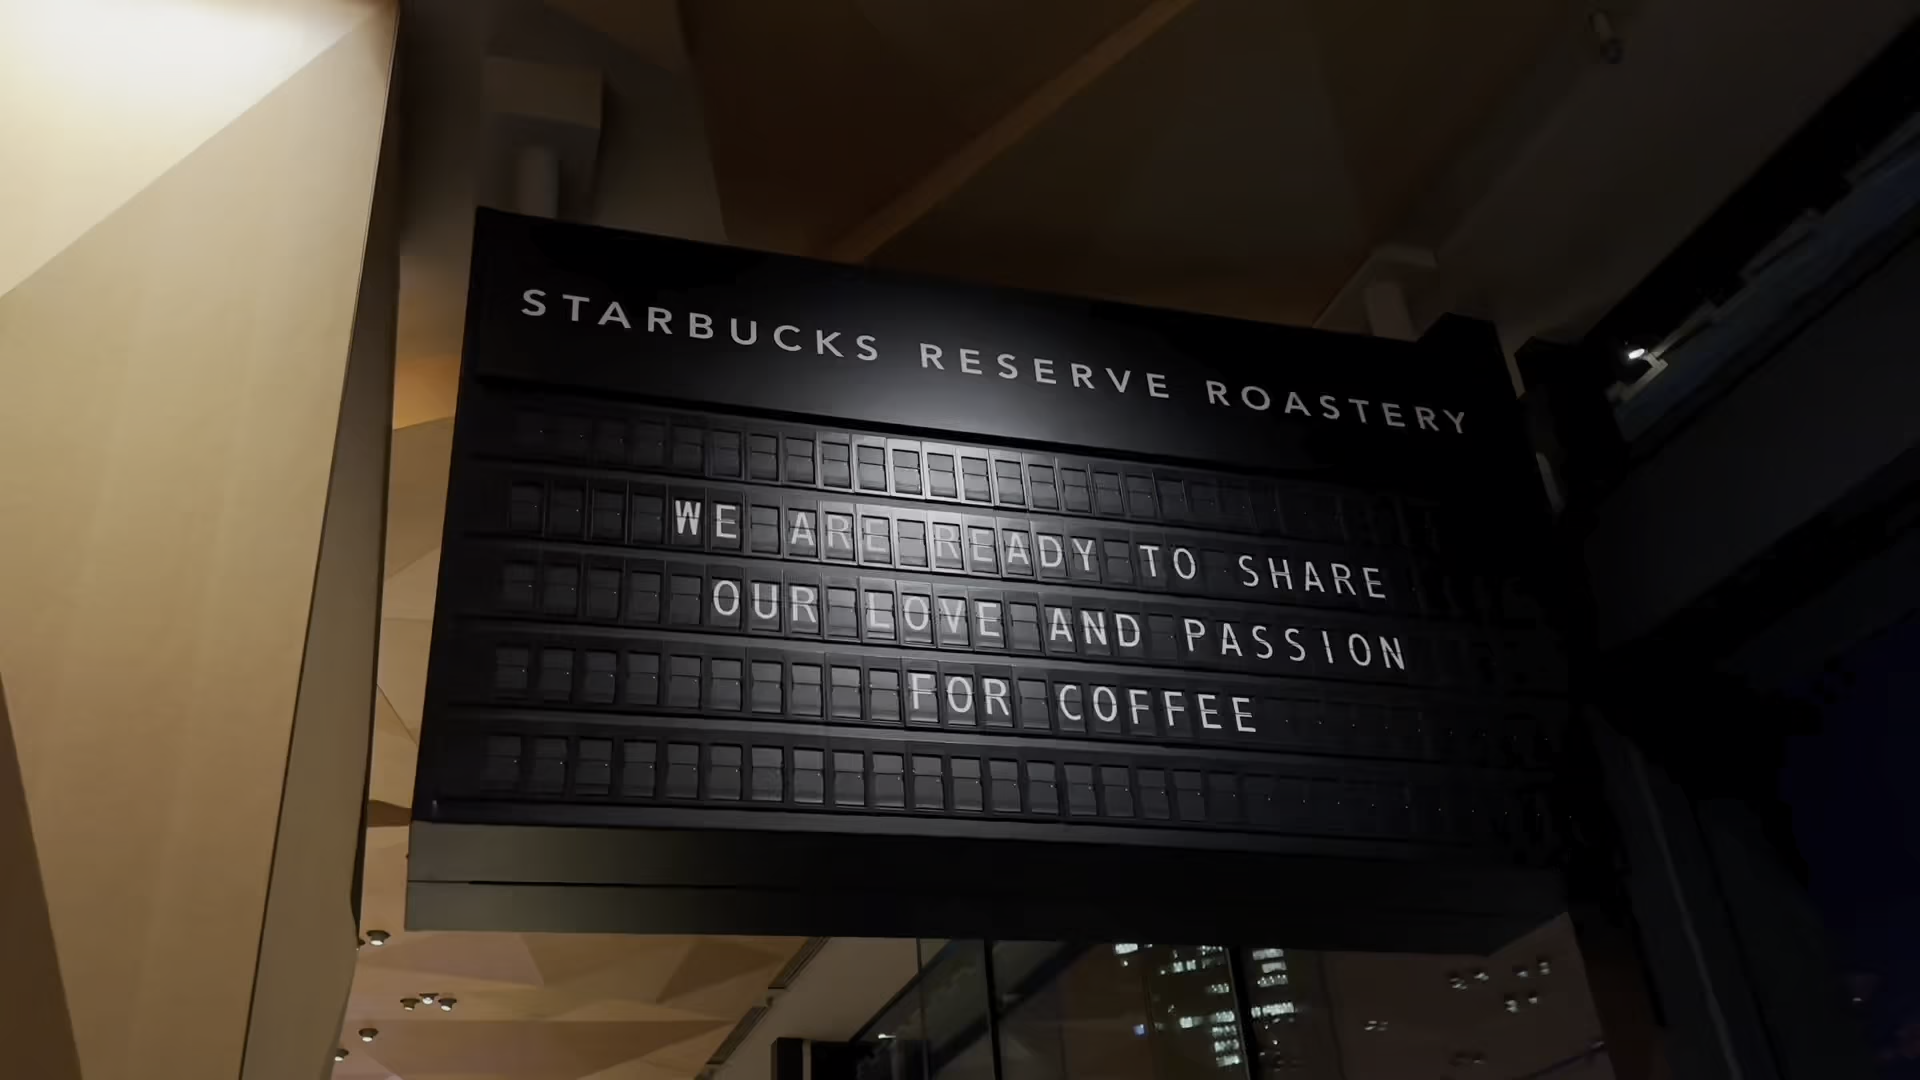 STARBUCKS RESERVE ROASTERY
WE ARE READY TO SHARE
OUR LOVE AND PASSION
FOR COFFEE